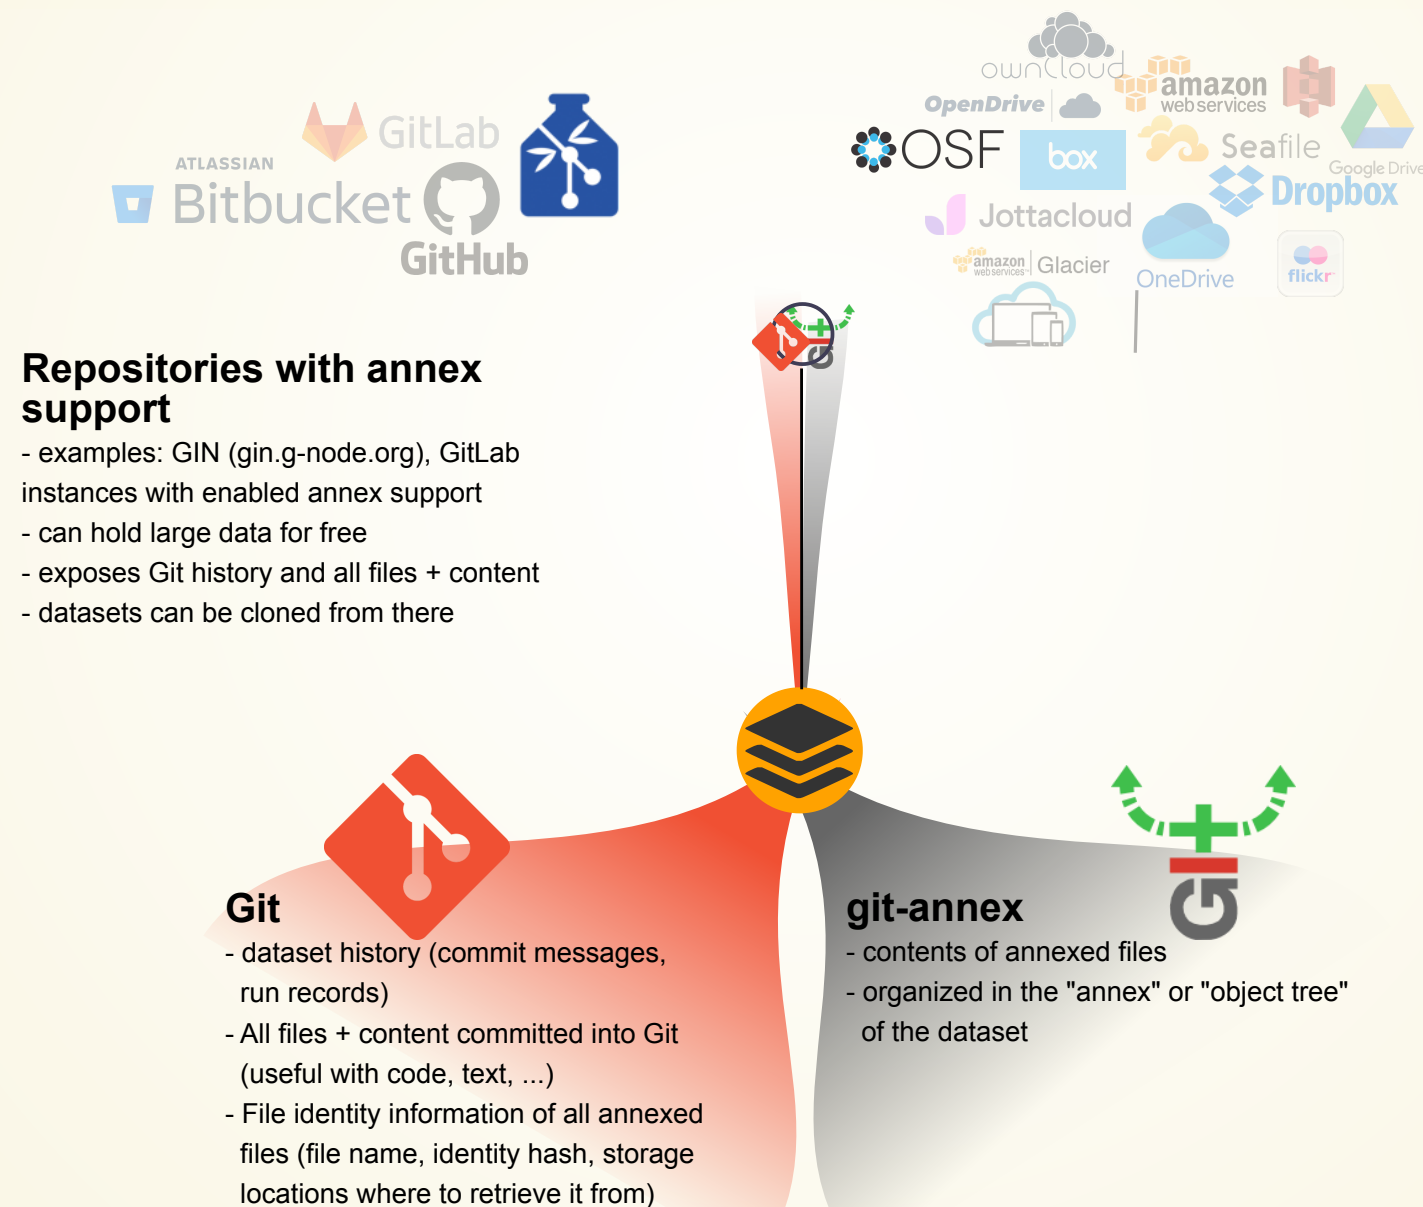 ownCloud
amazon
web services
OpenDrive
GitLab
OSF
box
Seafile
Google Drive
ATLASSIAN
Bitbucket
Dropbox
Jottacloud
GitHub
amazon
web services™
Glacier
OneDrive
flickr
GIT
Repositories with annex
support
- examples: GIN (gin.g-node.org), GitLab
instances with enabled annex support
- can hold large data for free
- exposes Git history and all files + content
- datasets can be cloned from there
GIT
Git
- dataset history (commit messages,
run records)
- All files + content committed into Git
(useful with code, text, ...)
- File identity information of all annexed
files (file name, identity hash, storage
locations where to retrieve it from)
git-annex
- contents of annexed files
- organized in the "annex" or "object tree"
of the dataset